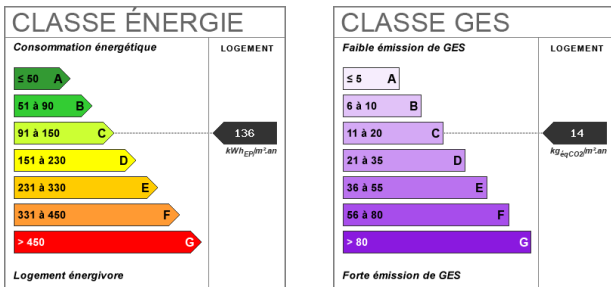 CLASSE ÉNERGIE
Consommation énergétique
LOGEMENT
≤ 50 A
51 à 90 B
91 à 150 C
136
kWhEP/m².an
151 à 230 D
231 à 330 E
331 à 450 F
> 450 G
Logement énergivore
CLASSE GES
Faible émission de GES
LOGEMENT
≤ 5 A
6 à 10 B
11 à 20 C
14
kgéqCO2/m².an
21 à 35 D
36 à 55 E
56 à 80 F
> 80 G
Forte émission de GES